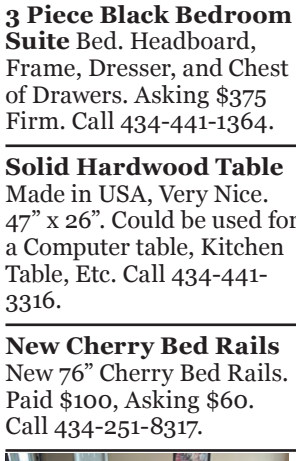 3 Piece Black Bedroom
Suite Bed. Headboard,
Frame, Dresser, and Chest
of Drawers. Asking $375
Firm. Call 434-441-1364.
Solid Hardwood Table
Made in USA, Very Nice.
47” x 26”. Could be used for
a Computer table, Kitchen
Table, Etc. Call 434-441-
3316.
New Cherry Bed Rails
New 76” Cherry Bed Rails.
Paid $100, Asking $60.
Call 434-251-8317.